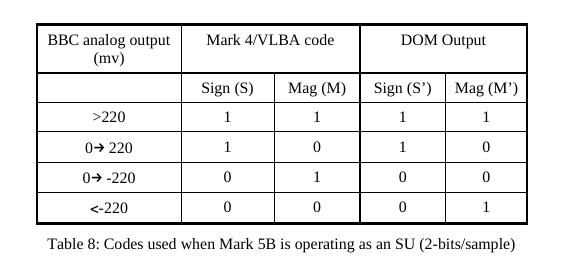 BBC analog output Mark 4/VLBA code DOM Output
(mv)
Sign (S) Mag (M) Sign (S’) Mag (M’)
>220 1 1 1 1
0➔ 220 1 0 1 0
0➔ -220 0 1 0 0
<-220 0 0 0 1
Table 8: Codes used when Mark 5B is operating as an SU (2-bits/sample)